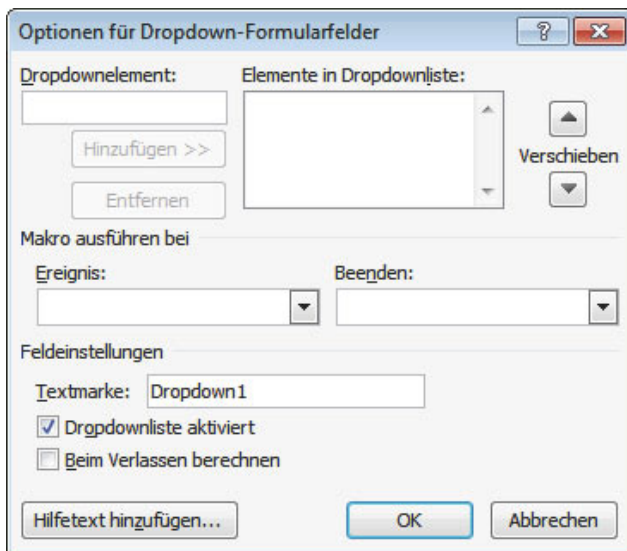 Optionen für Dropdown-Formularfelder
Dropdownelement:
Elemente in Dropdownliste:
Hinzufügen >>
Entfernen
Verschieben
Makro ausführen bei
Ereignis:
Beenden:
Feldeinstellungen
Textmarke: Dropdown1
Dropdownliste aktiviert
Beim Verlassen berechnen
Hilfetext hinzufügen... OK Abbrechen